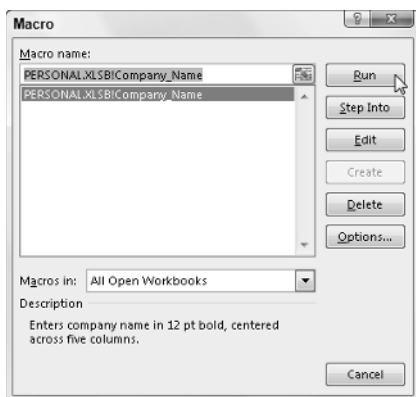 Macro
Macro name:
PERSONAL.XLSB!Company_Name
PERSONAL.XLSB!Company_Name
Run
Step Into
Edit
Create
Delete
Options...
Macros in: All Open Workbooks
Description
Enters company name in 12 pt bold, centered
across five columns.
Cancel